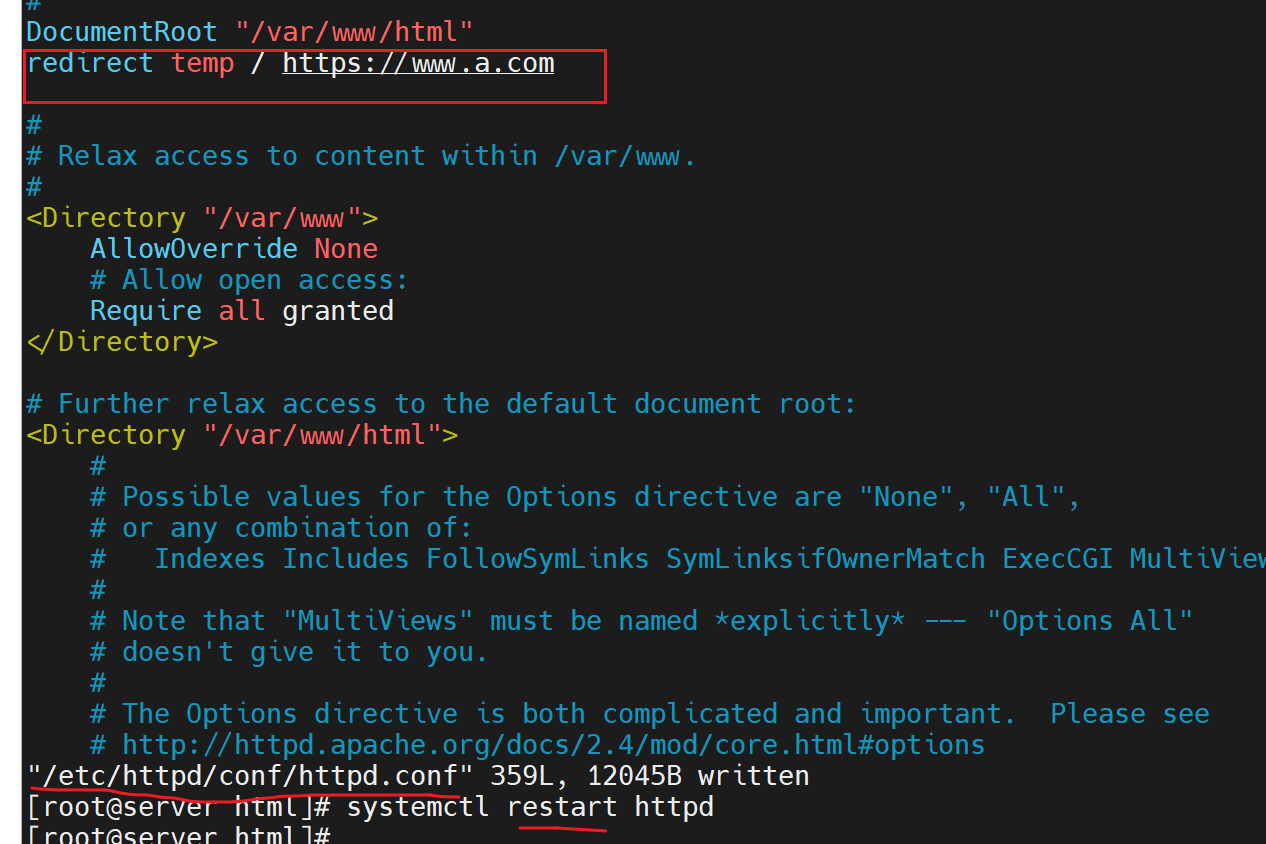 #
DocumentRoot "/var/www/html"
redirect temp / https://www.a.com
#
# Relax access to content within /var/www.
#
<Directory "/var/www">
    AllowOverride None
    # Allow open access:
    Require all granted
</Directory>
# Further relax access to the default document root:
<Directory "/var/www/html">
    #
    # Possible values for the Options directive are "None", "All",
    # or any combination of:
    #   Indexes Includes FollowSymLinks SymLinksifOwnerMatch ExecCGI MultiView
    #
    # Note that "MultiViews" must be named *explicitly* --- "Options All"
    # doesn't give it to you.
    #
    # The Options directive is both complicated and important.  Please see
    # http://httpd.apache.org/docs/2.4/mod/core.html#options
"/etc/httpd/conf/httpd.conf" 359L, 12045B written
[root@server html]# systemctl restart httpd
[root@server html]#